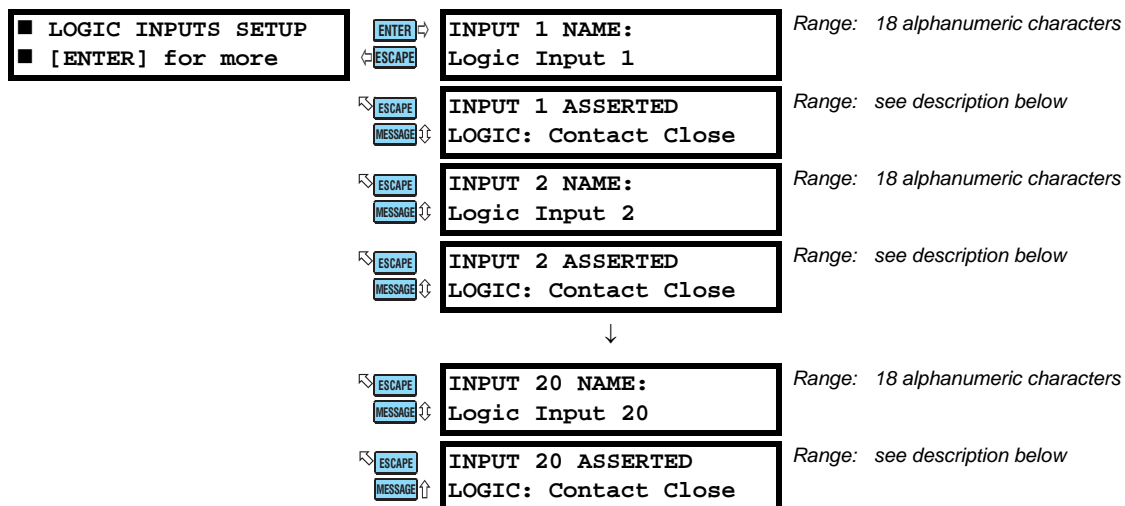 ■ LOGIC INPUTS SETUP
■ [ENTER] for more
ENTER ⇨
⇦ ESCAPE
INPUT 1 NAME:
Logic Input 1
Range: 18 alphanumeric characters
ESCAPE
MESSAGE ⇕
INPUT 1 ASSERTED
LOGIC: Contact Close
Range: see description below
ESCAPE
MESSAGE ⇕
INPUT 2 NAME:
Logic Input 2
Range: 18 alphanumeric characters
ESCAPE
MESSAGE ⇕
INPUT 2 ASSERTED
LOGIC: Contact Close
Range: see description below
↓
ESCAPE
MESSAGE ⇕
INPUT 20 NAME:
Logic Input 20
Range: 18 alphanumeric characters
ESCAPE
MESSAGE ⇧
INPUT 20 ASSERTED
LOGIC: Contact Close
Range: see description below